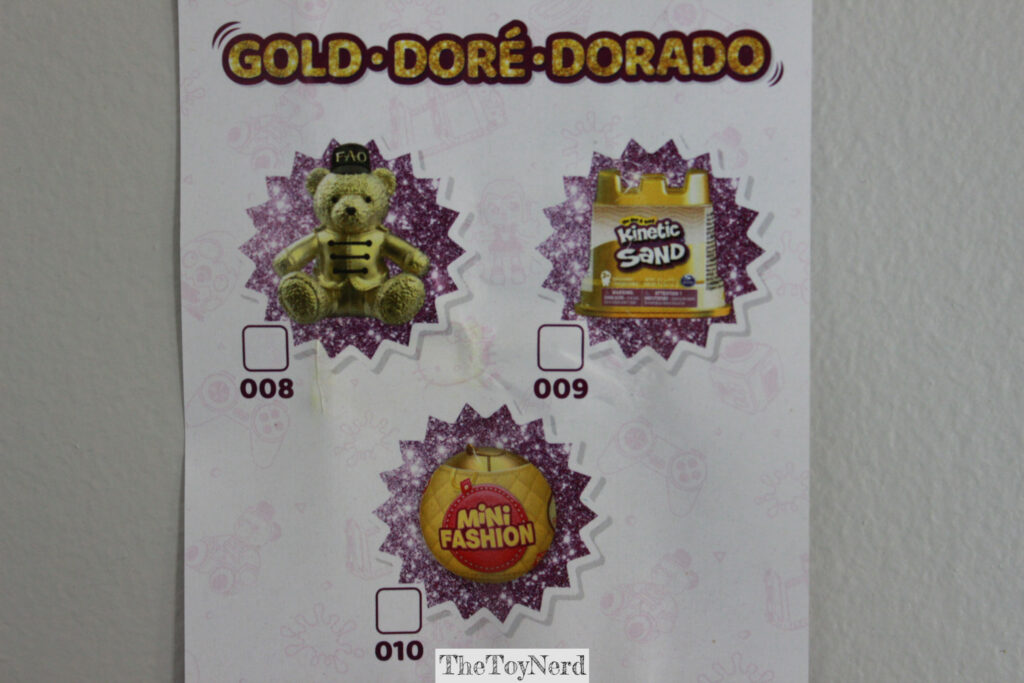 GOLD•DORÉ•DORADO
FAO
Kinetic
SAND
008
009
MiNi
FASHION
010
TheToyNerd